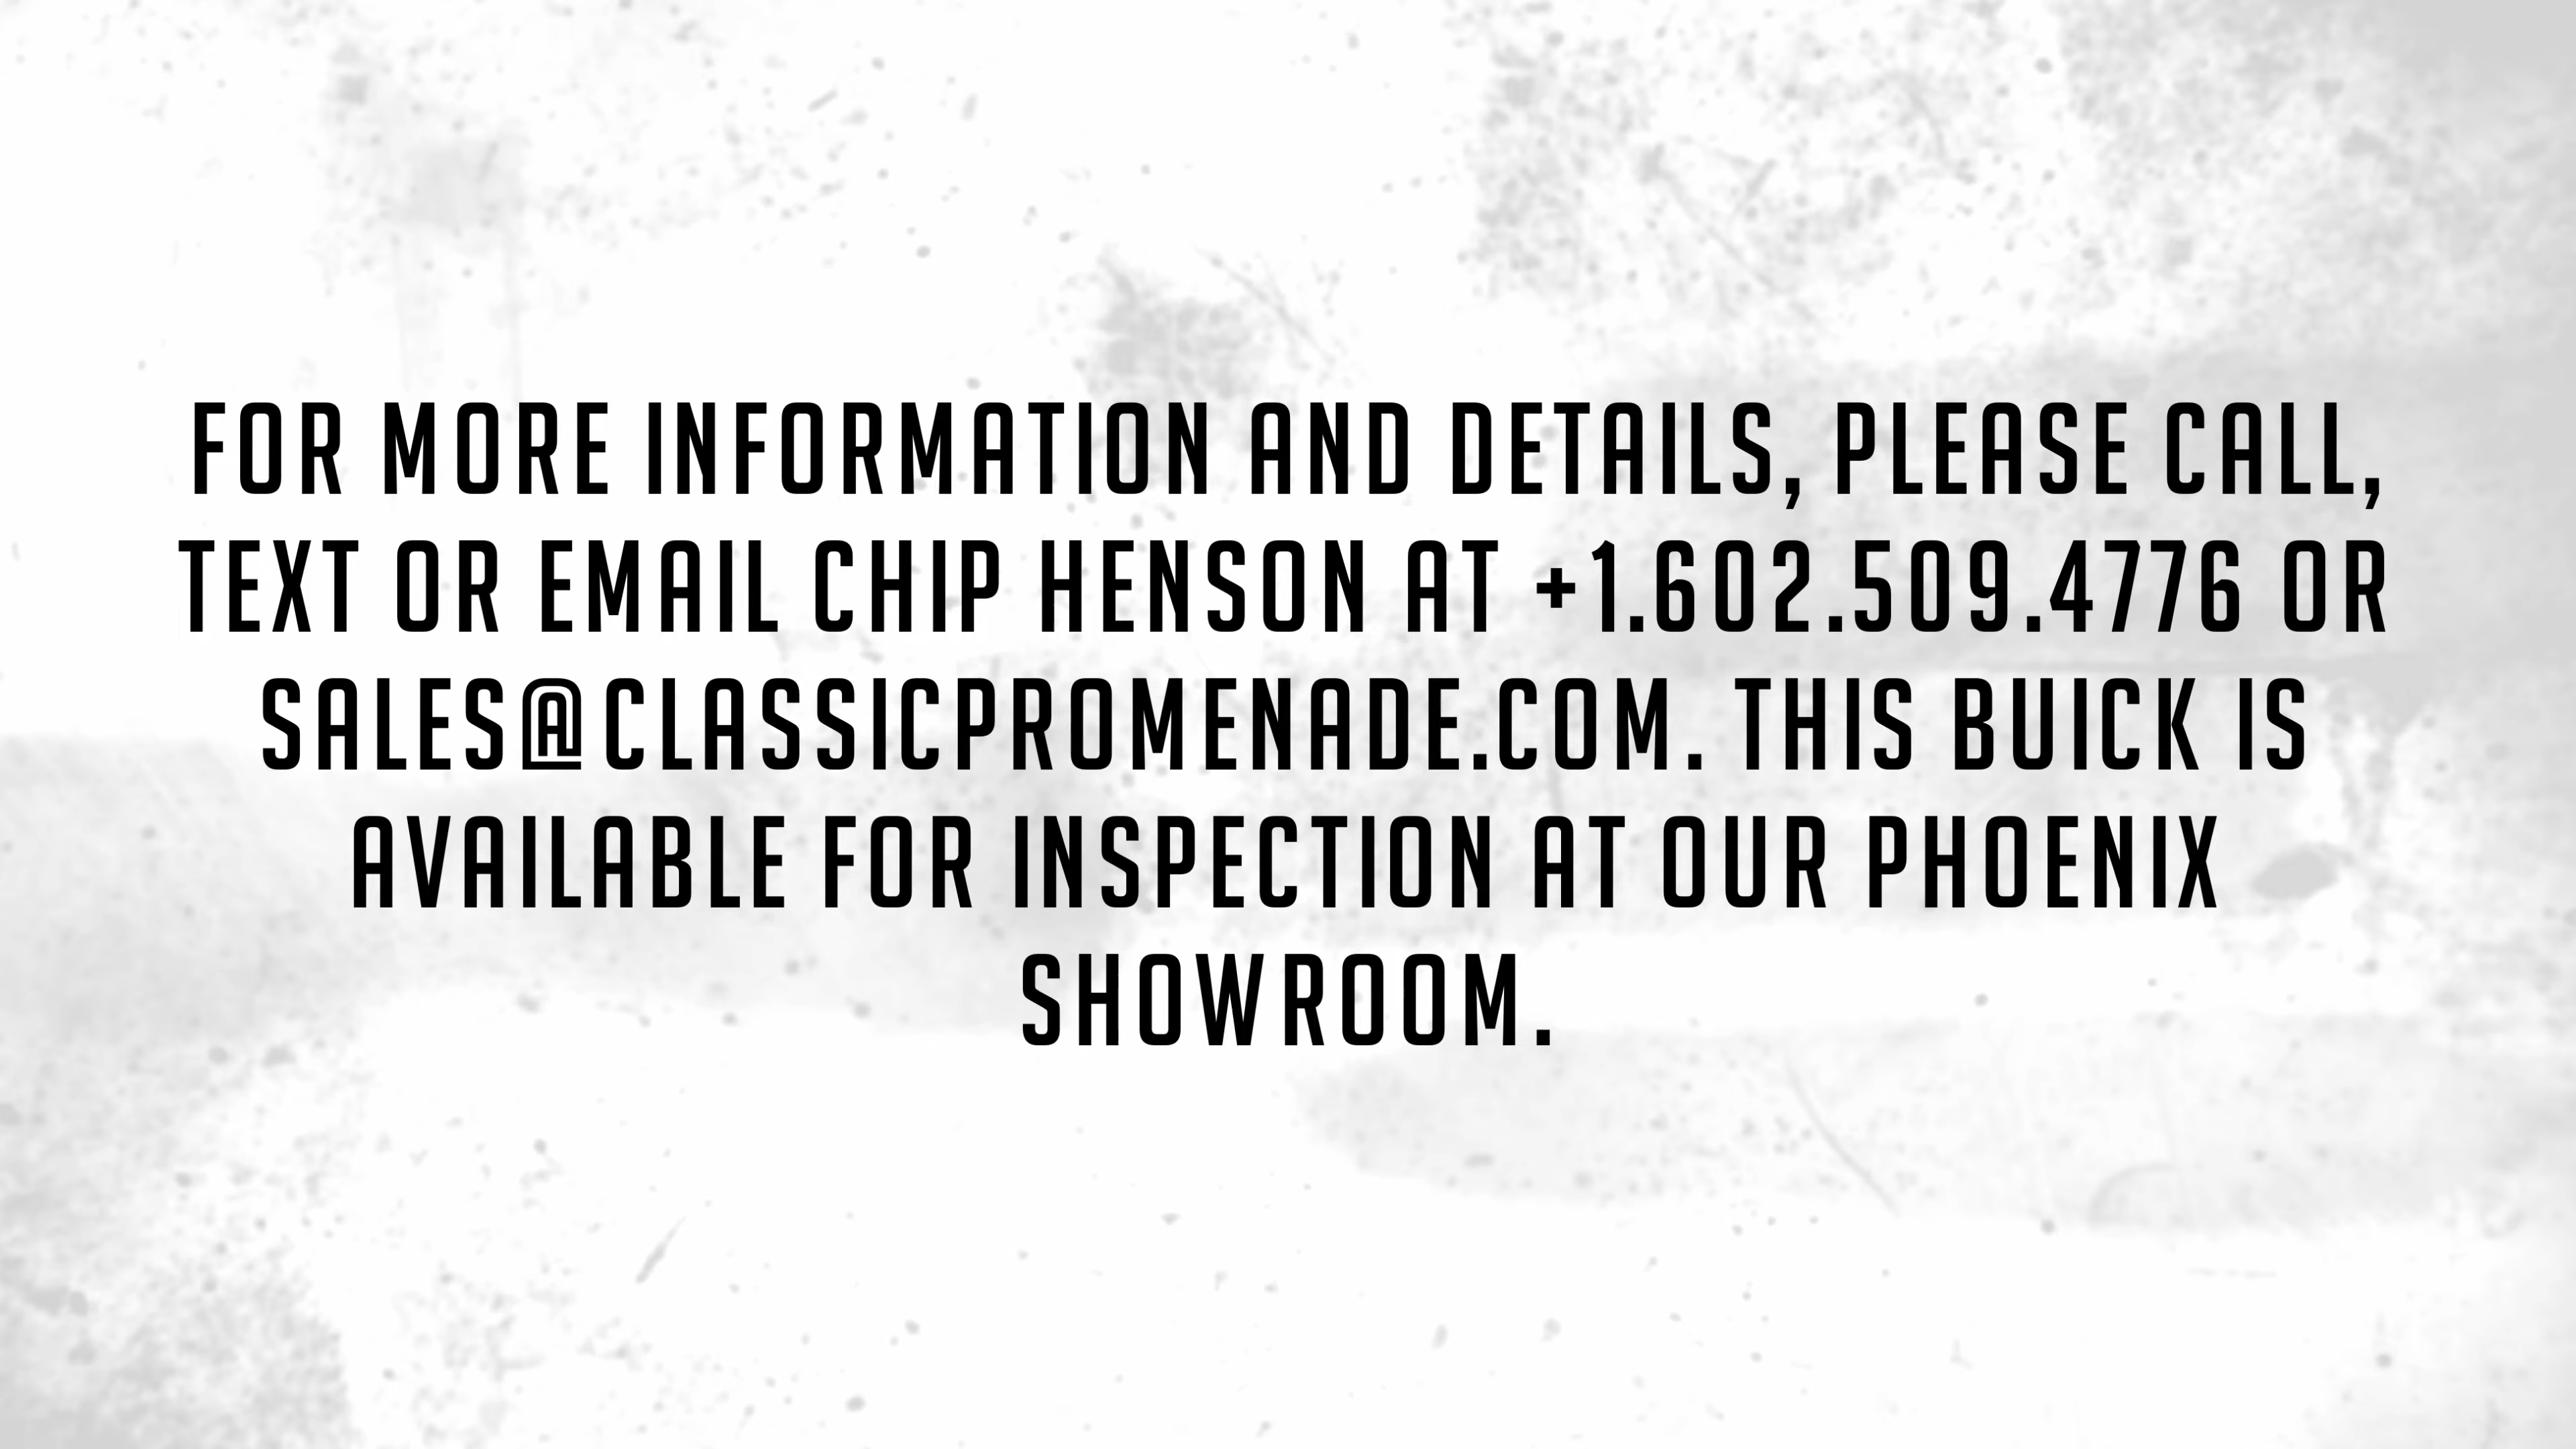 FOR MORE INFORMATION AND DETAILS, PLEASE CALL,
TEXT OR EMAIL CHIP HENSON AT +1.602.509.4776 OR
SALES@CLASSICPROMENADE.COM. THIS BUICK IS
AVAILABLE FOR INSPECTION AT OUR PHOENIX
SHOWROOM.